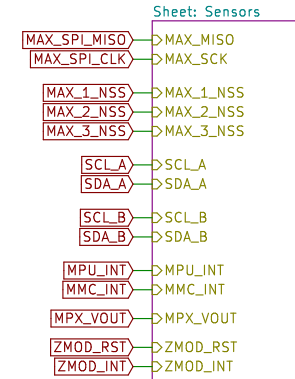 Sheet: Sensors
MAX_SPI_MISO MAX_MISO
MAX_SPI_CLK MAX_SCK
MAX_1_NSS MAX_1_NSS
MAX_2_NSS MAX_2_NSS
MAX_3_NSS MAX_3_NSS
SCL_A SCL_A
SDA_A SDA_A
SCL_B SCL_B
SDA_B SDA_B
MPU_INT MPU_INT
MMC_INT MMC_INT
MPX_VOUT MPX_VOUT
ZMOD_RST ZMOD_RST
ZMOD_INT ZMOD_INT